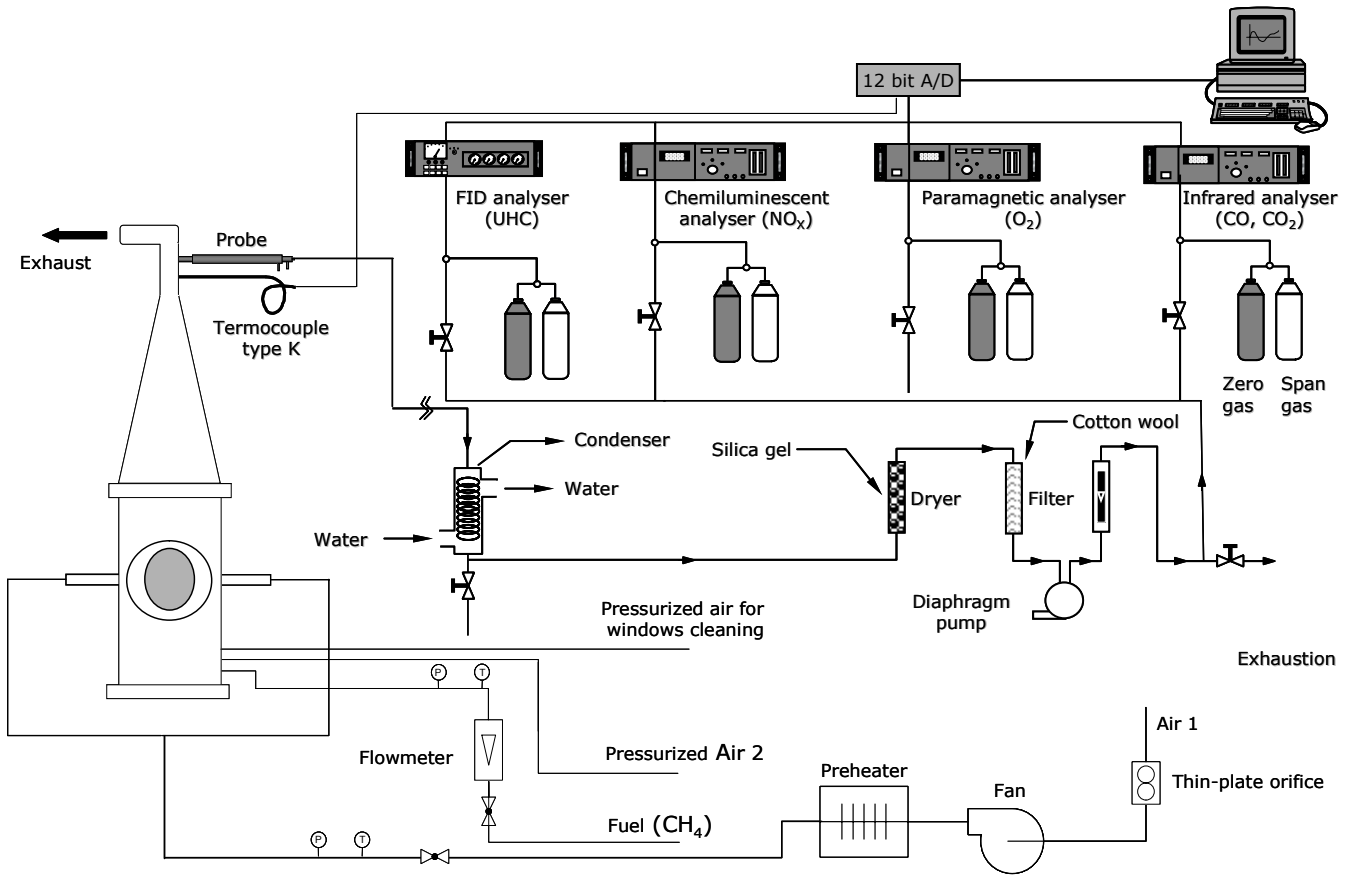 12 bit A/D
FID analyser
(UHC)
Chemiluminescent
analyser (NOX)
Paramagnetic analyser
(O2)
Infrared analyser
(CO, CO2)
Probe
Exhaust
Termocouple
type K
Zero
gas
Span
gas
Condenser
Cotton wool
Silica gel
Water
Dryer
Filter
Water
Diaphragm
pump
Pressurized air for
windows cleaning
Exhaustion
P
T
Air 1
Flowmeter
Pressurized Air 2
Preheater
Thin-plate orifice
Fan
Fuel (CH4)
P
T